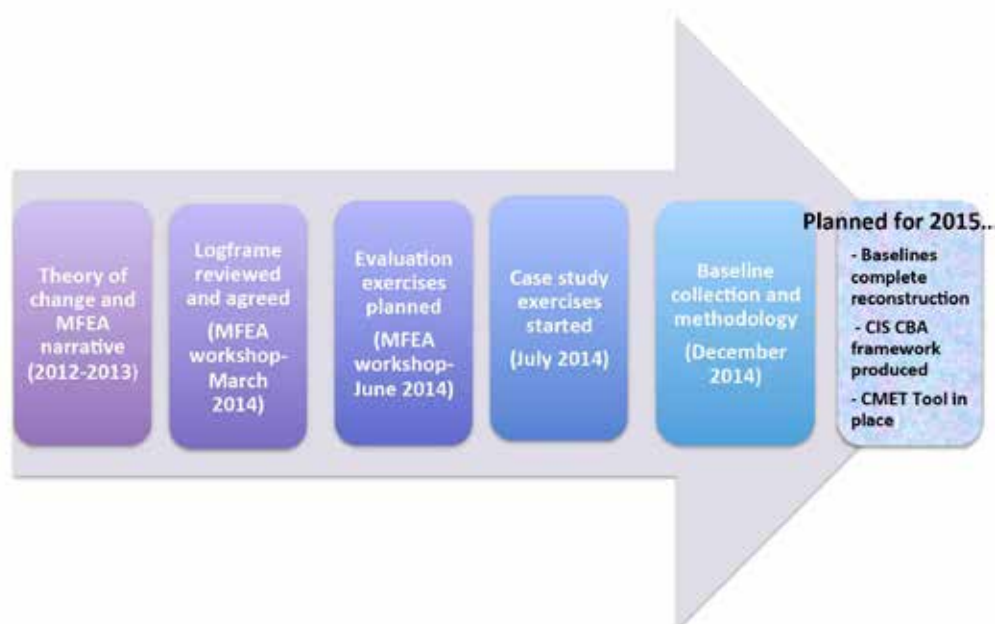 Theory of
change and
MFEA
narrative
(2012-2013)
Logframe
reviewed
and agreed
(MFEA
workshop-
March
2014)
Evaluation
exercises
planned
(MFEA
workshop-
June 2014)
Case study
exercises
started
(July 2014)
Baseline
collection and
methodology
(December
2014)
Planned for 2015...
- Baselines
complete
reconstruction
- CIS CBA
framework
produced
- CMET Tool in
place